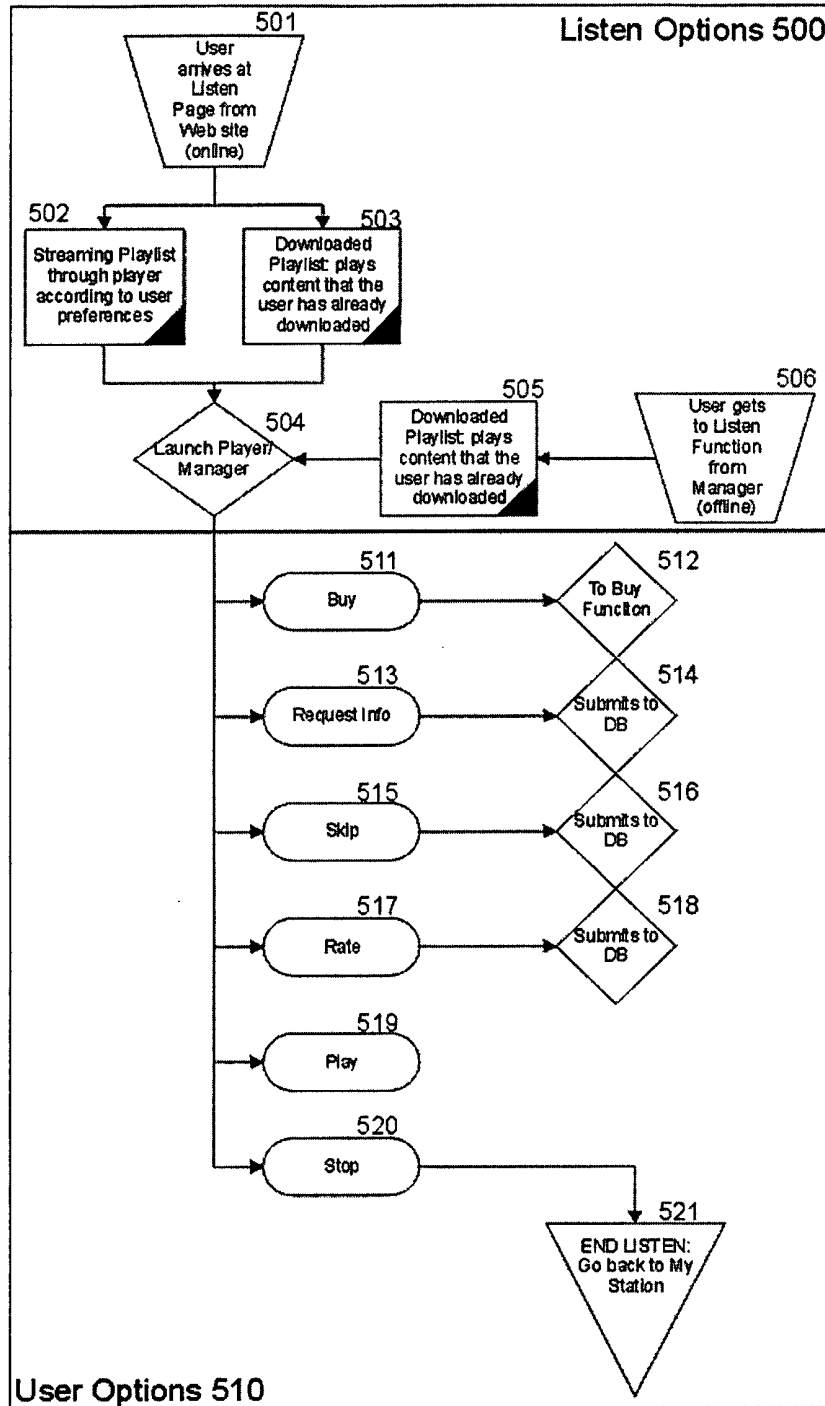 Listen Options 500
501
User
arrives at
Listen
Page from
Web site
(online)
502
Streaming Playlist
through player
according to user
preferences
503
Downloaded
Playlist: plays
content that the
user has already
downloaded
504
Launch Player/
Manager
505
Downloaded
Playlist: plays
content that the
user has already
downloaded
506
User gets
to Listen
Function
from
Manager
(offline)
511
Buy
512
To Buy
Function
513
Request Info
514
Submits to
DB
515
Skip
516
Submits to
DB
517
Rate
518
Submits to
DB
519
Play
520
Stop
521
END LISTEN:
Go back to My
Station
User Options 510